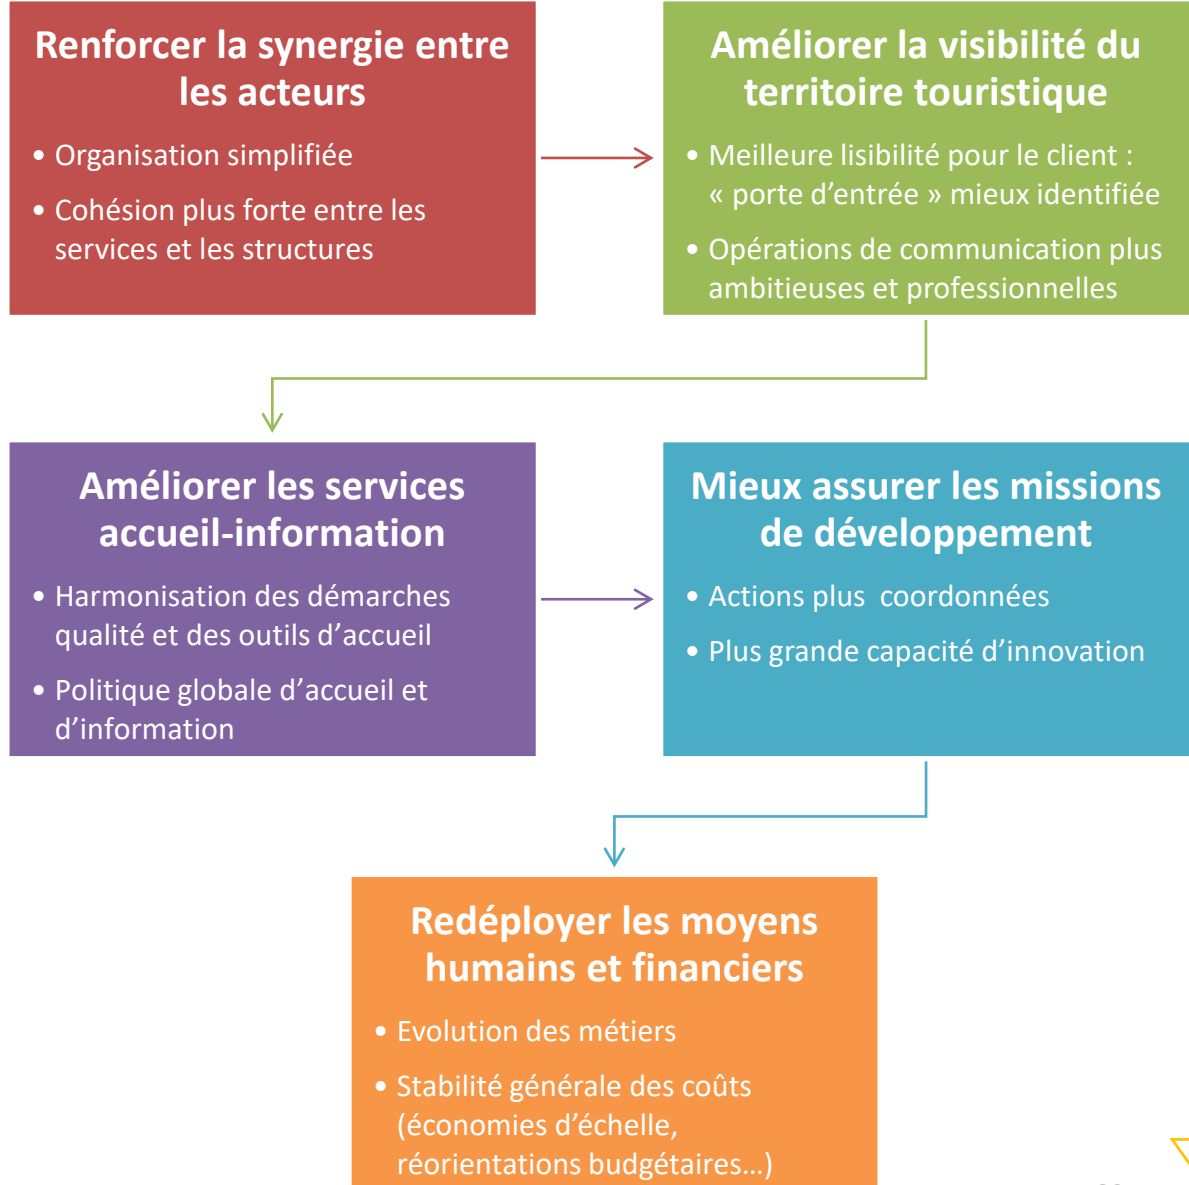 Renforcer la synergie entre
les acteurs
• Organisation simplifiée
• Cohésion plus forte entre les
services et les structures
Améliorer la visibilité du
territoire touristique
• Meilleure lisibilité pour le client :
« porte d’entrée » mieux identifiée
• Opérations de communication plus
ambitieuses et professionnelles
Améliorer les services
accueil-information
• Harmonisation des démarches
qualité et des outils d’accueil
• Politique globale d’accueil et
d’information
Mieux assurer les missions
de développement
• Actions plus coordonnées
• Plus grande capacité d’innovation
Redéployer les moyens
humains et financiers
• Evolution des métiers
• Stabilité générale des coûts
(économies d’échelle,
réorientations budgétaires…)